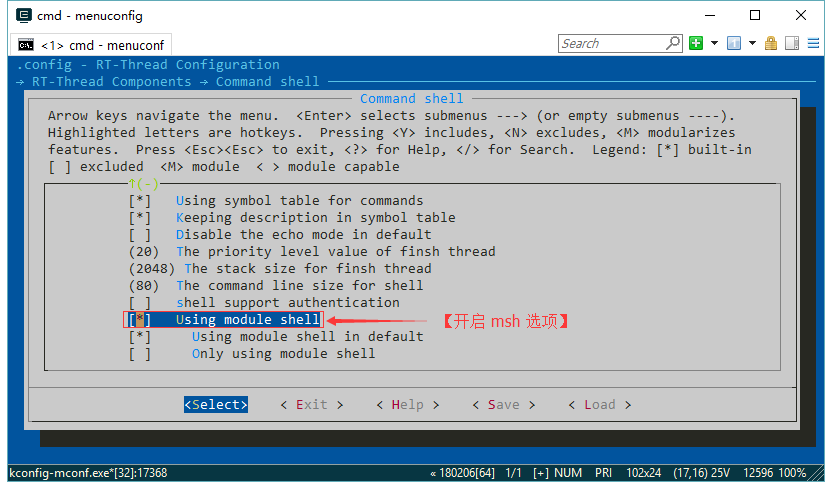 cmd - menuconfig
<1> cmd - menuconf
Search
.config - RT-Thread Configuration
→ RT-Thread Components → Command shell
Command shell
Arrow keys navigate the menu.  <Enter> selects submenus ---> (or empty submenus ----).
Highlighted letters are hotkeys.  Pressing <Y> includes, <N> excludes, <M> modularizes
features.  Press <Esc><Esc> to exit, <?> for Help, </> for Search.  Legend: [*] built-in
[ ] excluded  <M> module  < > module capable
↑(-)
[*]   Using symbol table for commands
[*]   Keeping description in symbol table
[ ]   Disable the echo mode in default
(20)  The priority level value of finsh thread
(2048) The stack size for finsh thread
(80)  The command line size for shell
[ ]   shell support authentication
[*]   Using module shell 【开启 msh 选项】
[*]     Using module shell in default
[ ]     Only using module shell
<Select>    < Exit >    < Help >    < Save >    < Load >
kconfig-mconf.exe*[32]:17368 « 180206[64] 1/1 [+] NUM PRI 102x24 (17,16) 25V 12596 100%